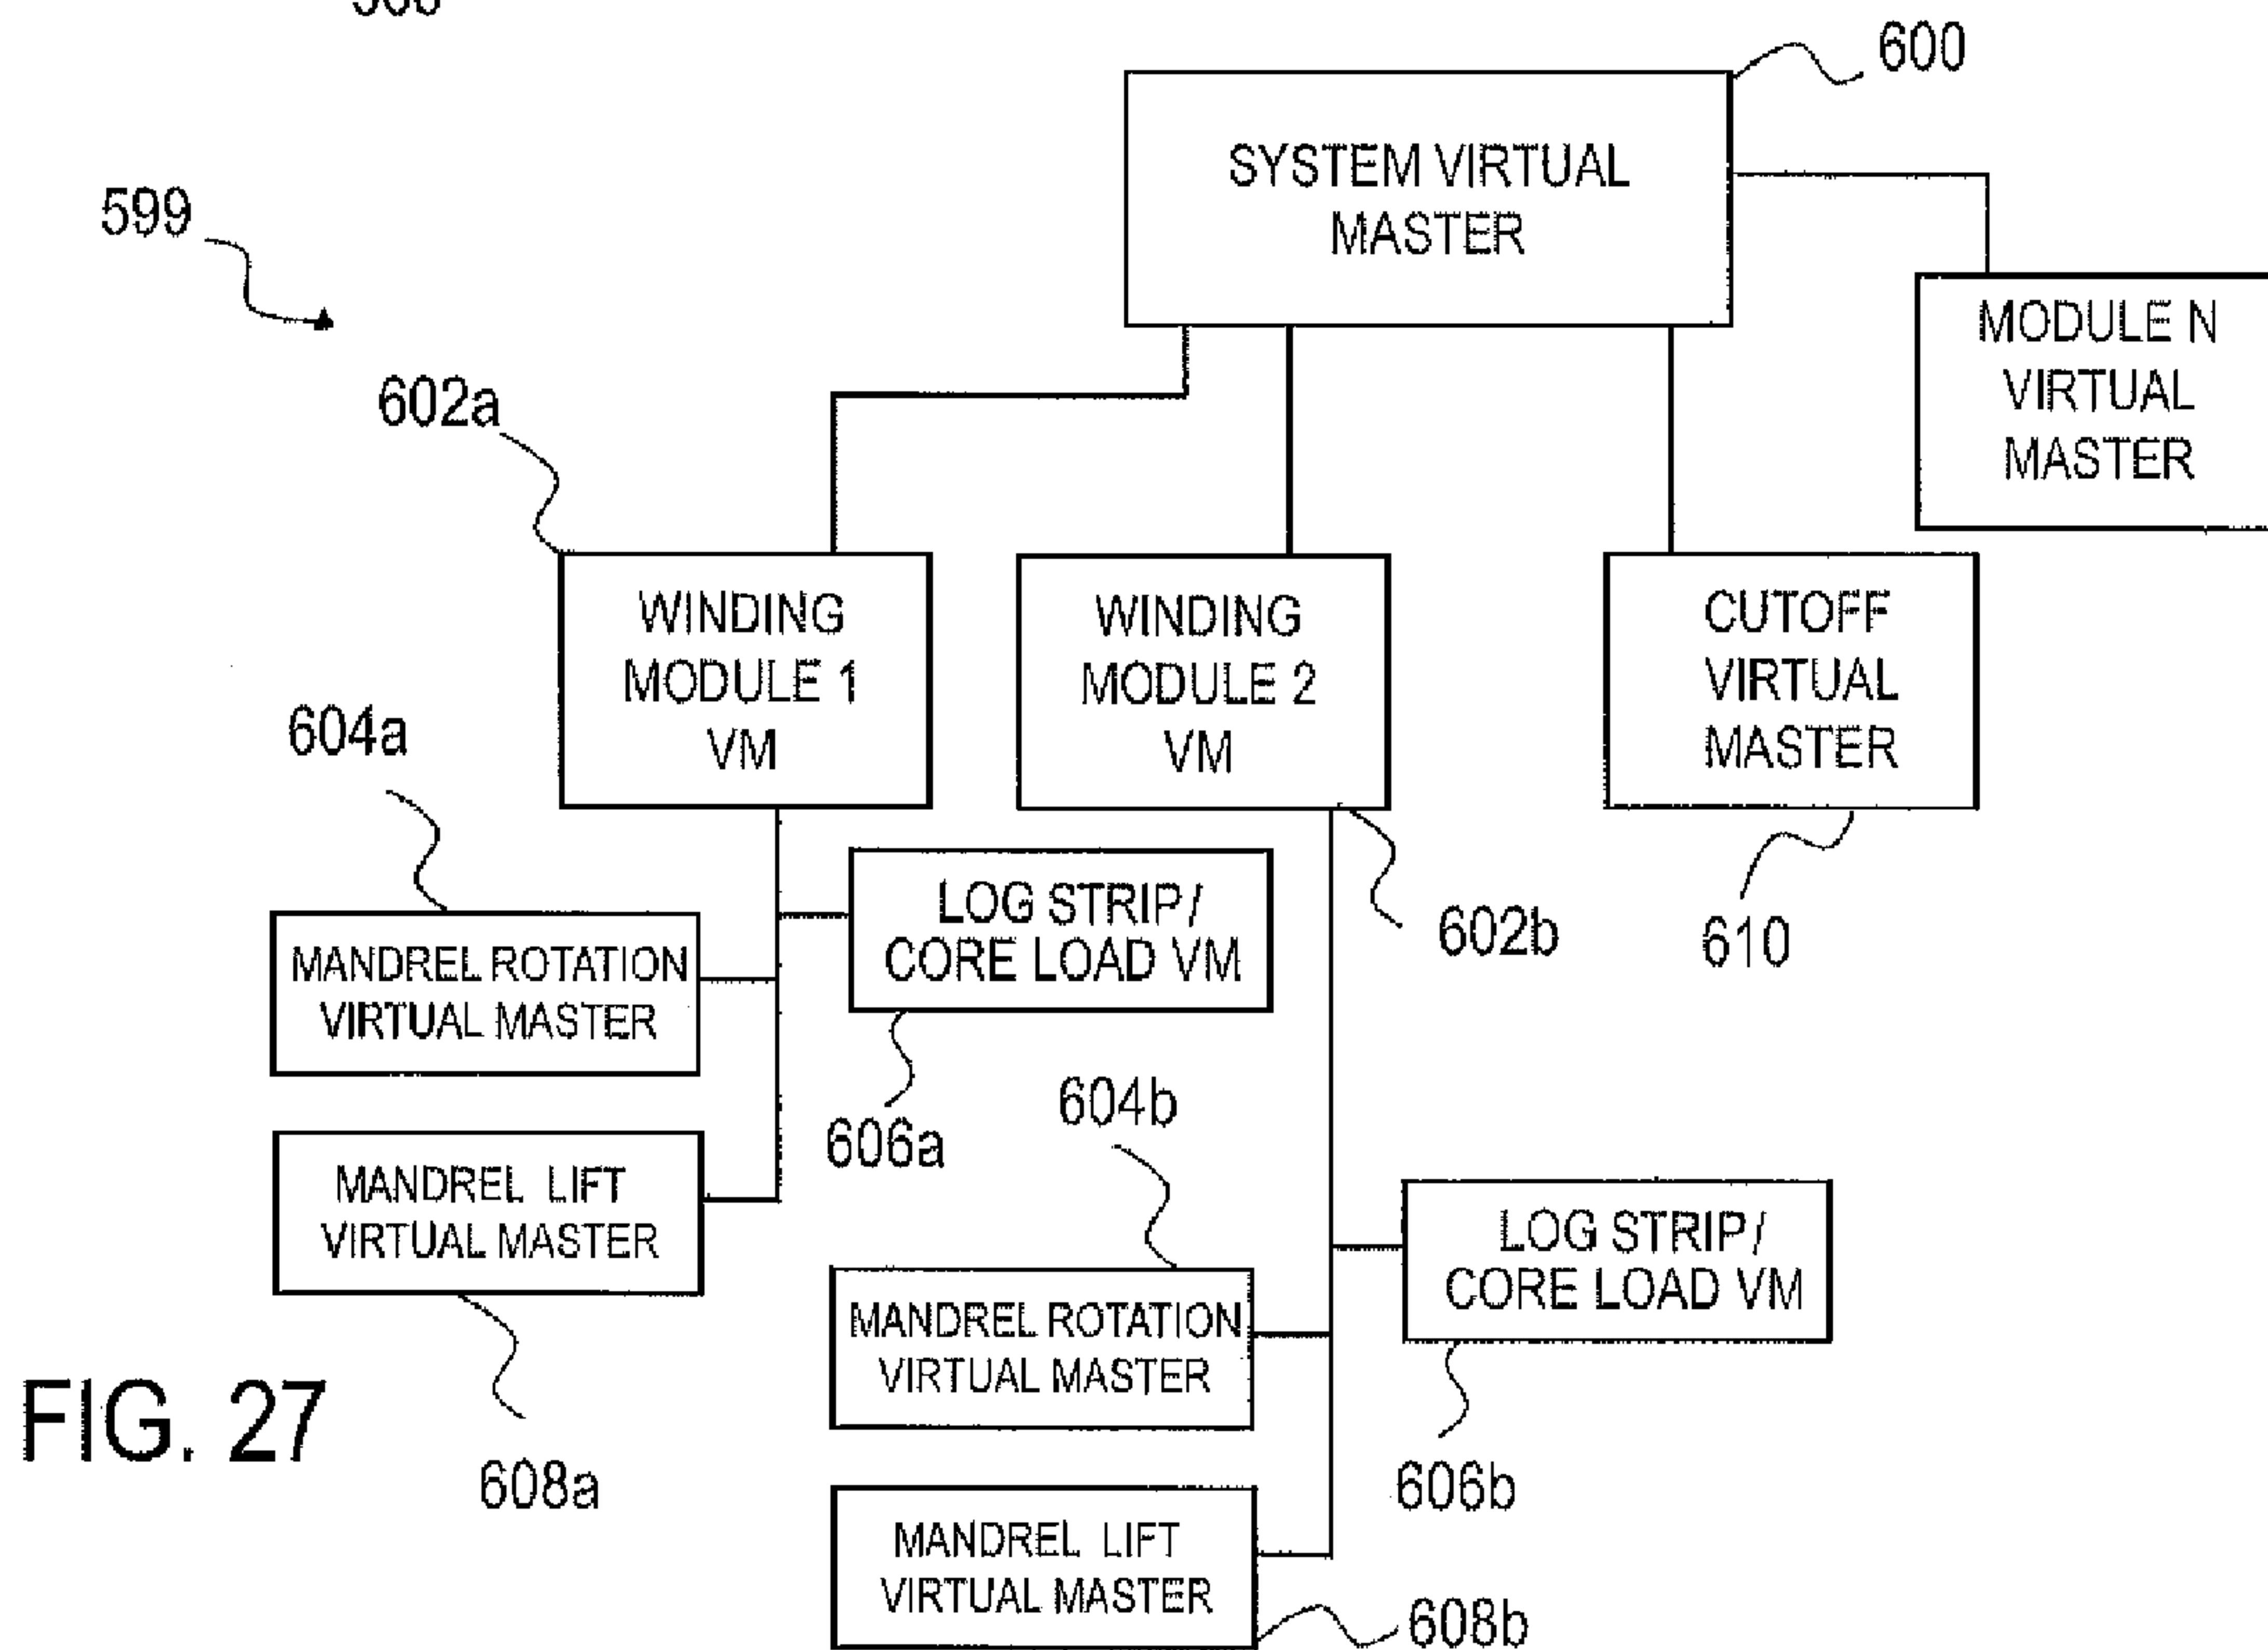 600
SYSTEM VIRTUAL
MASTER
599
MODULE N
VIRTUAL
MASTER
602a
WINDING
MODULE 1
VM
WINDING
MODULE 2
VM
CUTOFF
VIRTUAL
MASTER
604a
LOG STRIP/
CORE LOAD VM
602b
610
MANDREL ROTATION
VIRTUAL MASTER
604b
606a
MANDREL LIFT
VIRTUAL MASTER
LOG STRIP/
CORE LOAD VM
MANDREL ROTATION
VIRTUAL MASTER
FIG. 27
608a
606b
MANDREL LIFT
VIRTUAL MASTER
608b